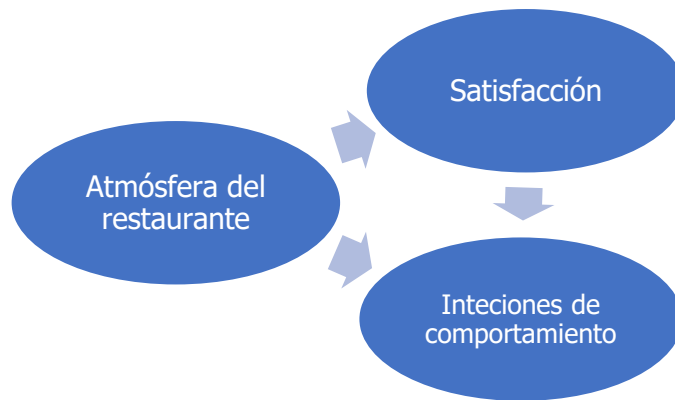 Satisfacción
Atmósfera del
restaurante
Inteciones de
comportamiento